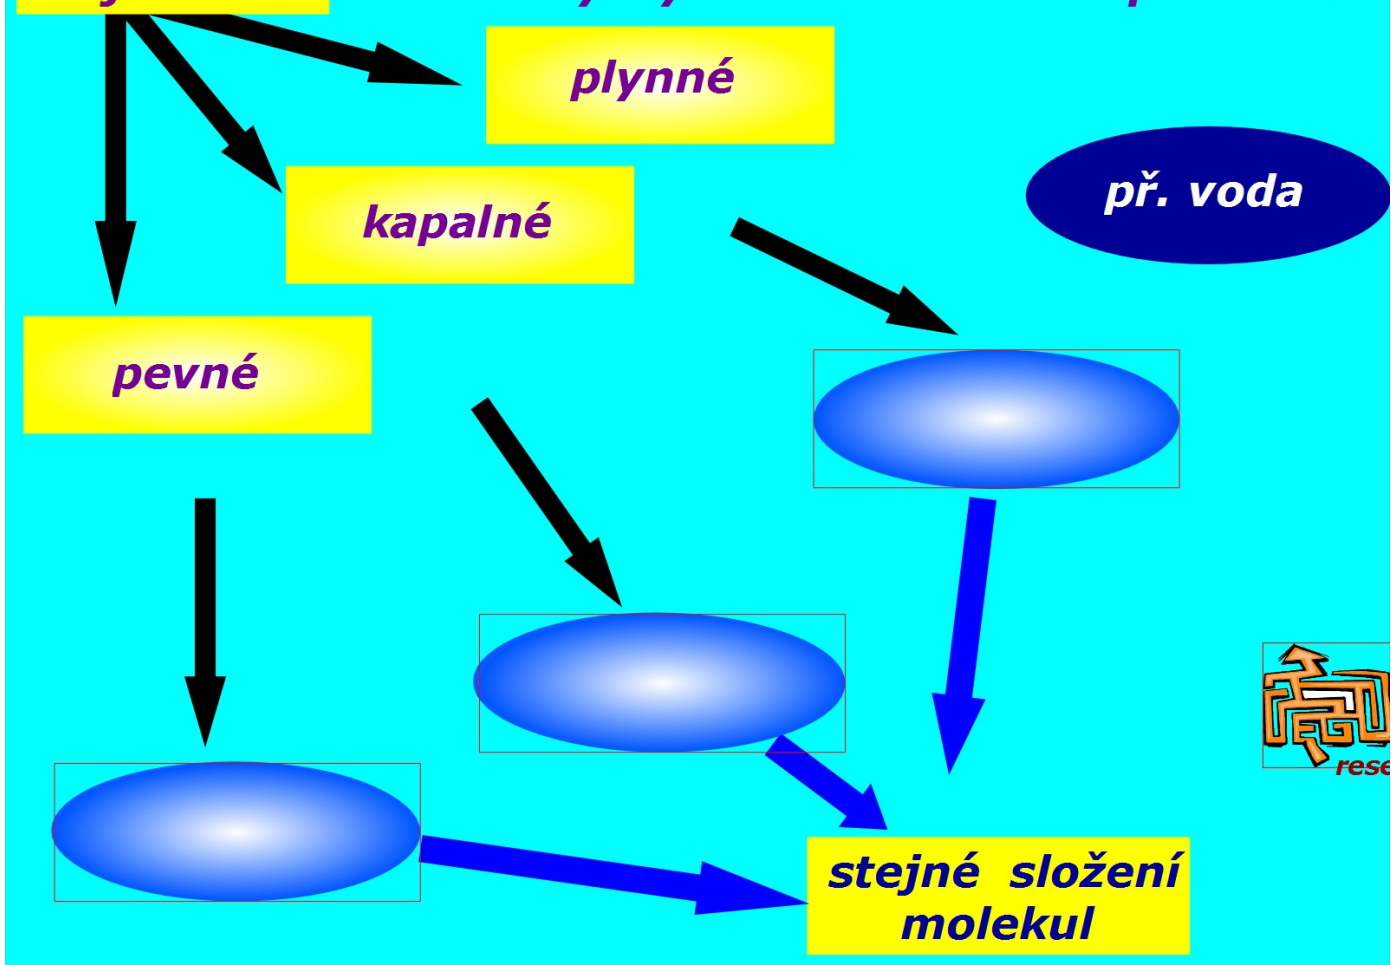 plynné
př. voda
kapalné
pevné
stejné složení
molekul